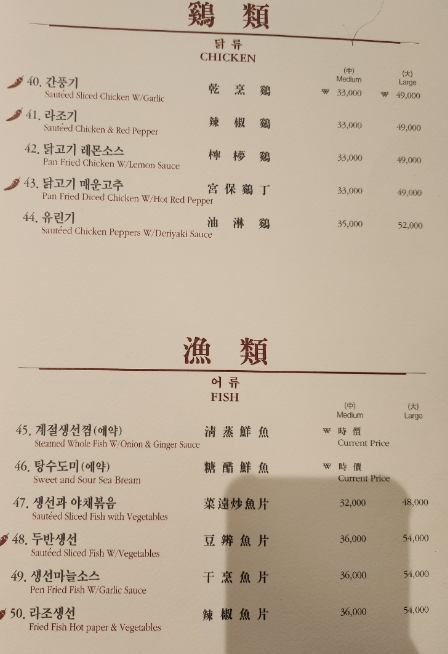 鷄 類
닭 류
CHICKEN
(中) (大)
Medium Large
40. 간풍기 乾 烹 鷄 ₩ 33,000 ₩ 49,000
Sautéed Sliced Chicken W/Garlic
41. 라조기 辣 椒 鷄 33,000 49,000
Sautéed Chicken & Red Pepper
42. 닭고기 레몬소스 檸 檬 鷄 33,000 49,000
Pan Fried Chicken W/Lemon Sauce
43. 닭고기 매운고추 宮 保 鷄 丁 33,000 49,000
Pan Fried Diced Chicken W/Hot Red Pepper
44. 유린기 油 淋 鷄 35,000 52,000
Sautéed Chicken Peppers W/Deriyaki Sauce
漁 類
어 류
FISH
(中) (大)
Medium Large
45. 계절생선찜(예약) 淸 蒸 鮮 魚 ₩ 時 價
Steamed Whole Fish W/Onion & Ginger Sauce Current Price
46. 탕수도미(예약) 糖 醋 鮮 魚 ₩ 時 價
Sweet and Sour Sea Bream Current Price
47. 생선과 야채볶음 菜遠炒魚片 32,000 48,000
Sautéed Sliced Fish with Vegetables
48. 두반생선 豆 魚 片 36,000 54,000
Sautéed Sliced Fish W/Vegetables
49. 생선마늘소스 干 烹 魚 片 36,000 54,000
Pen Fried Fish W/Garlic Sauce
50. 라조생선 辣 椒 魚 片 36,000 54,000
Fried Fish Hot paper & Vegetables